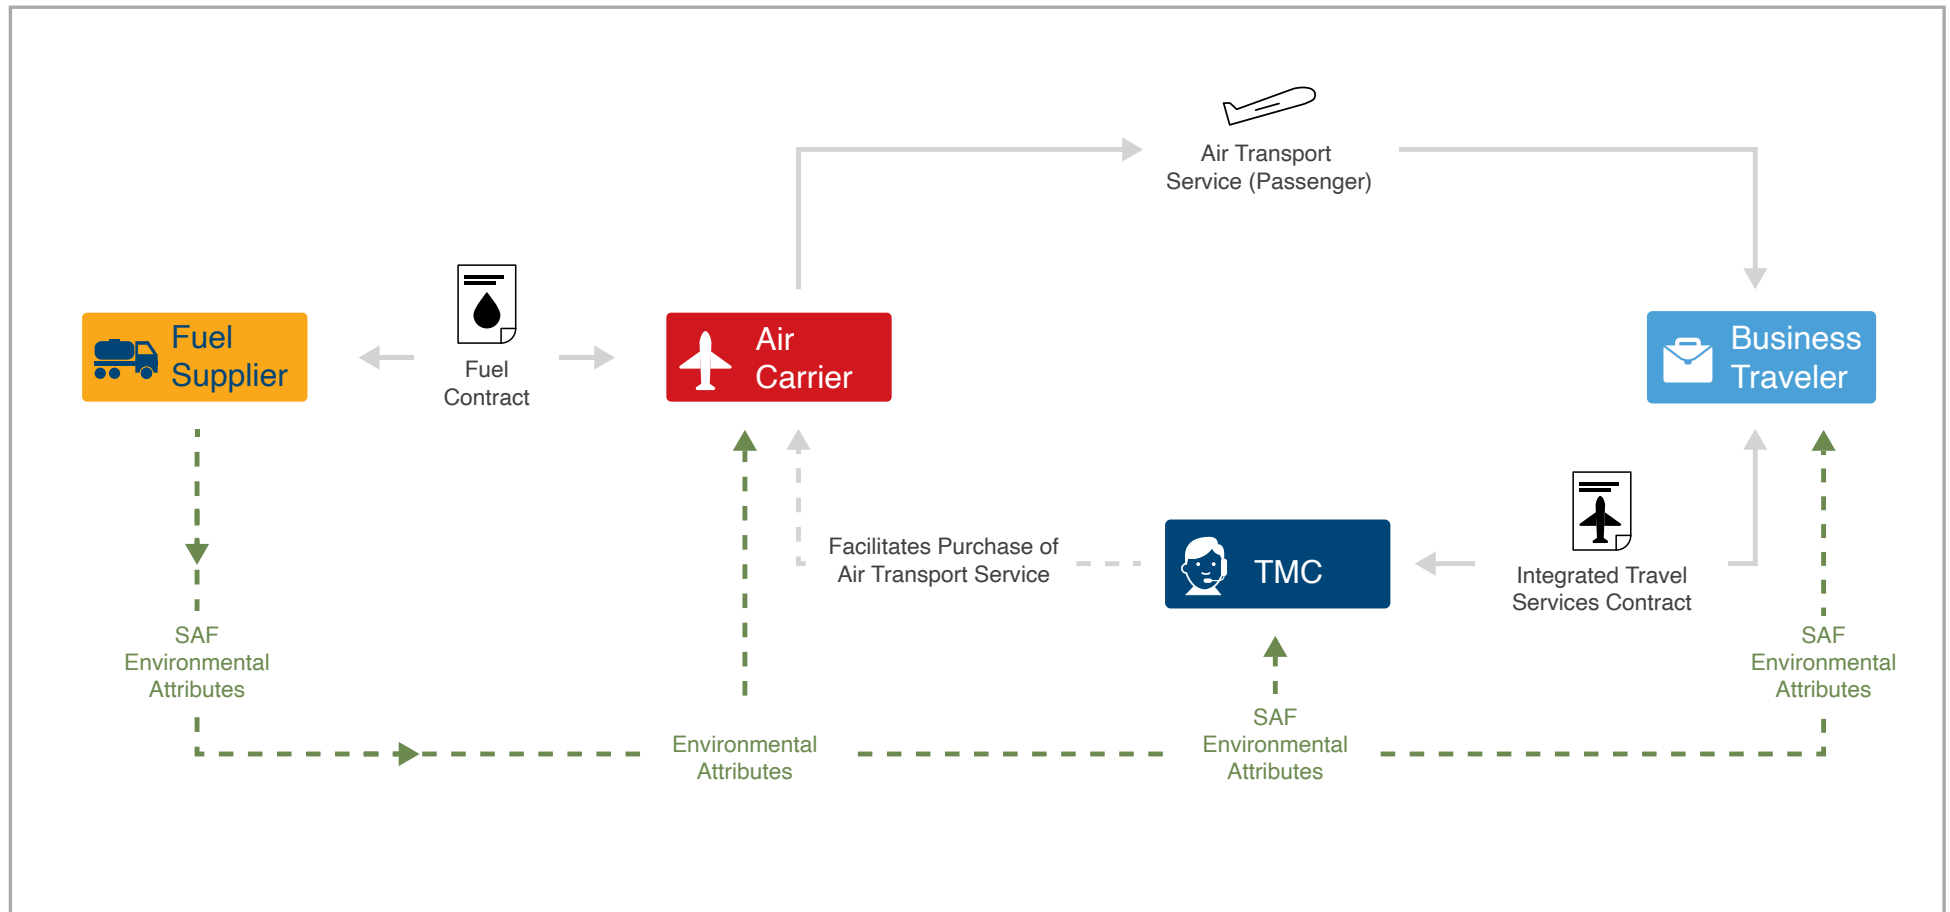 Air Transport
Service (Passenger)
Fuel
Supplier
Fuel
Contract
Air
Carrier
Business
Traveler
Facilitates Purchase of
Air Transport Service
TMC
Integrated Travel
Services Contract
SAF
Environmental
Attributes
Environmental
Attributes
SAF
Environmental
Attributes
SAF
Environmental
Attributes